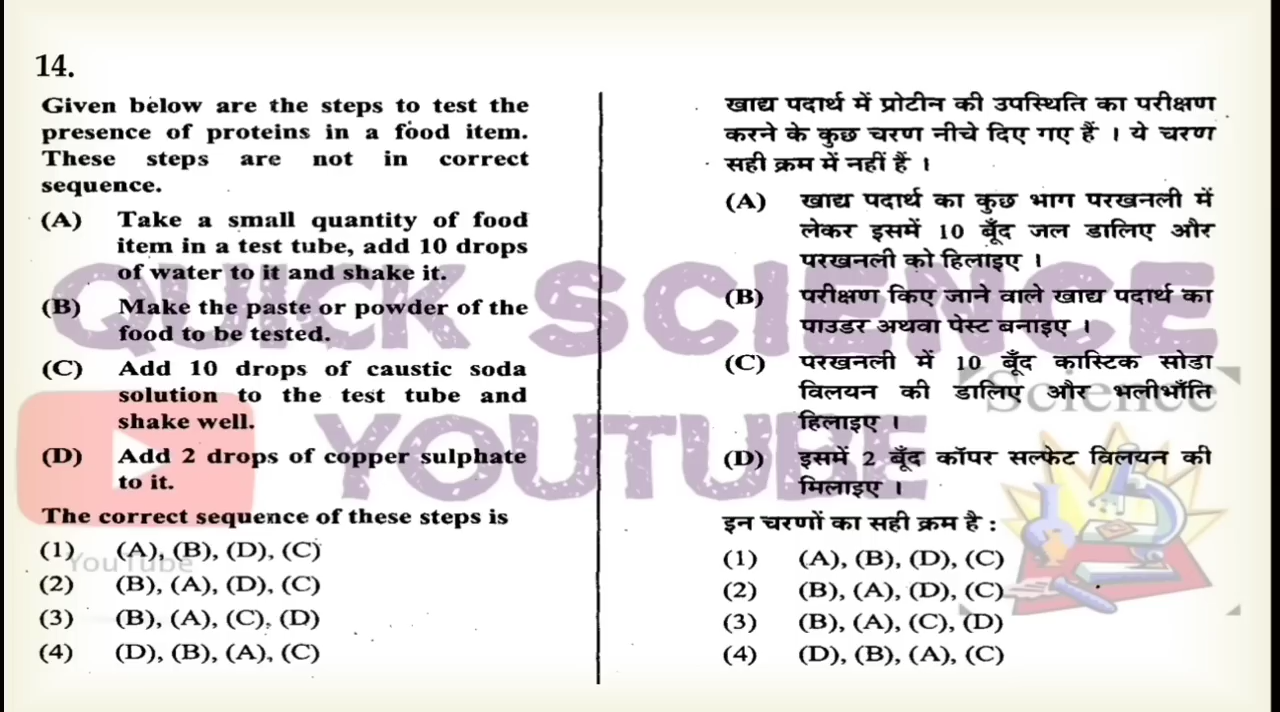 14.
Given below are the steps to test the
presence of proteins in a food item.
These steps are not in correct
sequence.
(A) Take a small quantity of food
item in a test tube, add 10 drops
of water to it and shake it.
(B) Make the paste or powder of the
food to be tested.
(C) Add 10 drops of caustic soda
solution to the test tube and
shake well.
(D) Add 2 drops of copper sulphate
to it.
The correct sequence of these steps is
(1) (A), (B), (D), (C)
(2) (B), (A), (D), (C)
(3) (B), (A), (C), (D)
(4) (D), (B), (A), (C)
खाद्य पदार्थ में प्रोटीन की उपस्थिति का परीक्षण
करने के कुछ चरण नीचे दिए गए हैं । ये चरण
सही क्रम में नहीं हैं ।
(A) खाद्य पदार्थ का कुछ भाग परखनली में
लेकर इसमें 10 बूँद जल डालिए और
परखनली को हिलाइए ।
(B) परीक्षण किए जाने वाले खाद्य पदार्थ का
पाउडर अथवा पेस्ट बनाइए ।
(C) परखनली में 10 बूँद कास्टिक सोडा
विलयन की डालिए और भलीभाँति
हिलाइए ।
(D) इसमें 2 बूँद कॉपर सल्फेट विलयन की
मिलाइए ।
इन चरणों का सही क्रम है :
(1) (A), (B), (D), (C)
(2) (B), (A), (D), (C)
(3) (B), (A), (C), (D)
(4) (D), (B), (A), (C)
QUICK SCIENCE
YOUTUBE
YouTube
Science